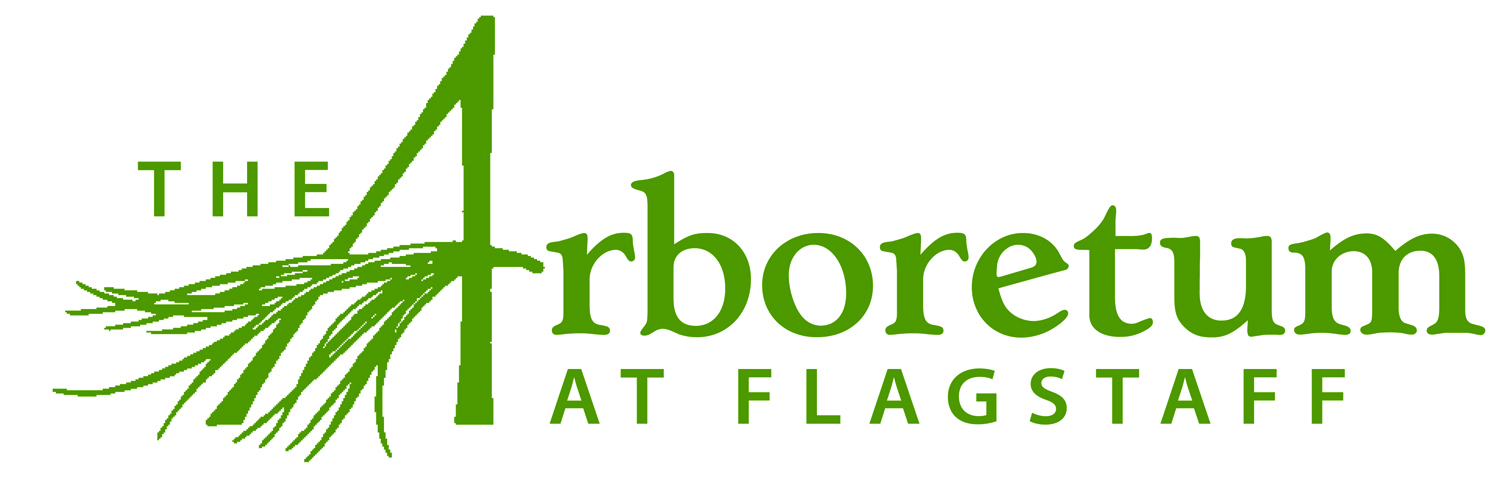 THE
Arboretum
AT FLAGSTAFF